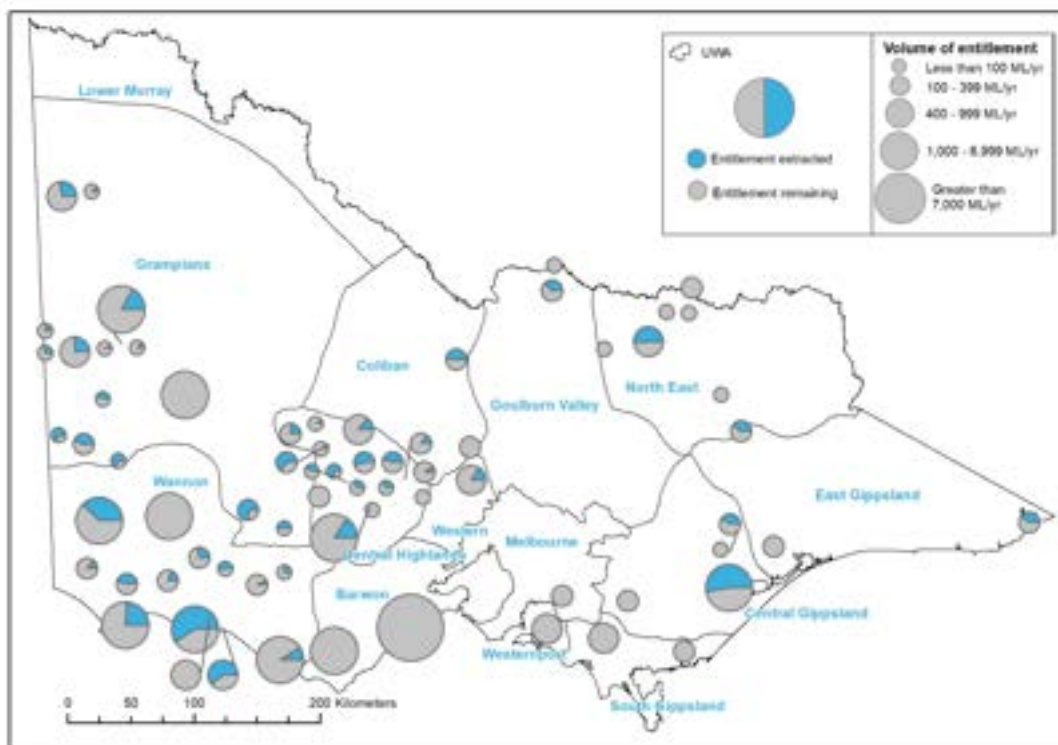 UWA
Entitlement extracted
Entitlement remaining
Volume of entitlement
Less than 100 ML/yr
100 - 399 ML/yr
400 - 999 ML/yr
1,000 - 6,999 ML/yr
Greater than
7,000 ML/yr
Lower Murray
Grampians
Coliban
Goulburn Valley
North East
Wannon
East Gippsland
Western
Melbourne
Central Highlands
Barwon
Central Gippsland
Westernport
South Gippsland
0 50 100 200 Kilometers